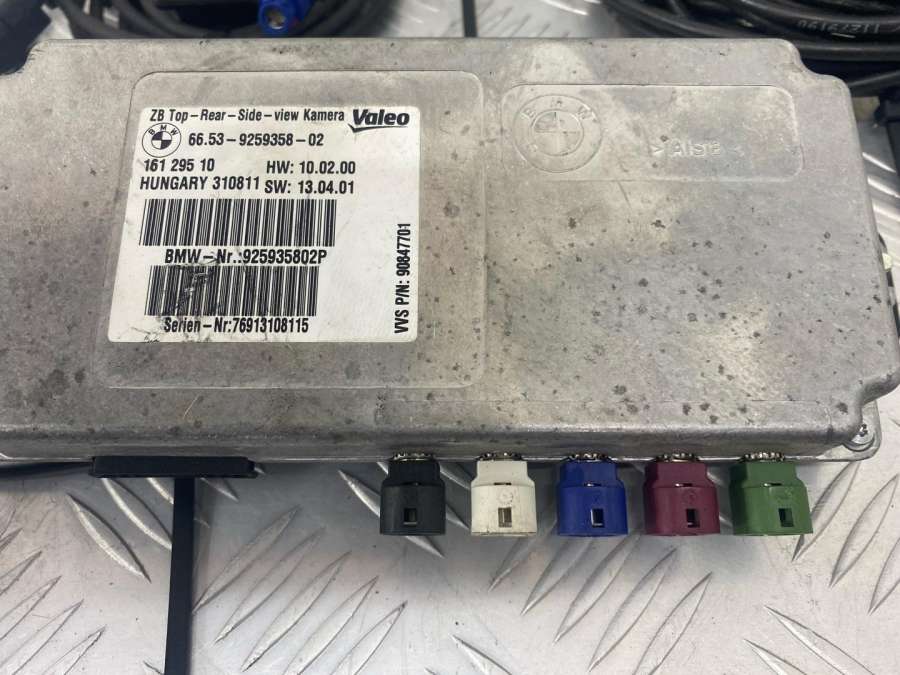 ZB Top-Rear-Side-view Kamera Valeo
BMW 66.53-9259358-02
161 295 10 HW: 10.02.00
HUNGARY 310811 SW: 13.04.01
BMW-Nr.:925935802P
Serien-Nr:76913108115
VVS P/N: 90847701
BMW